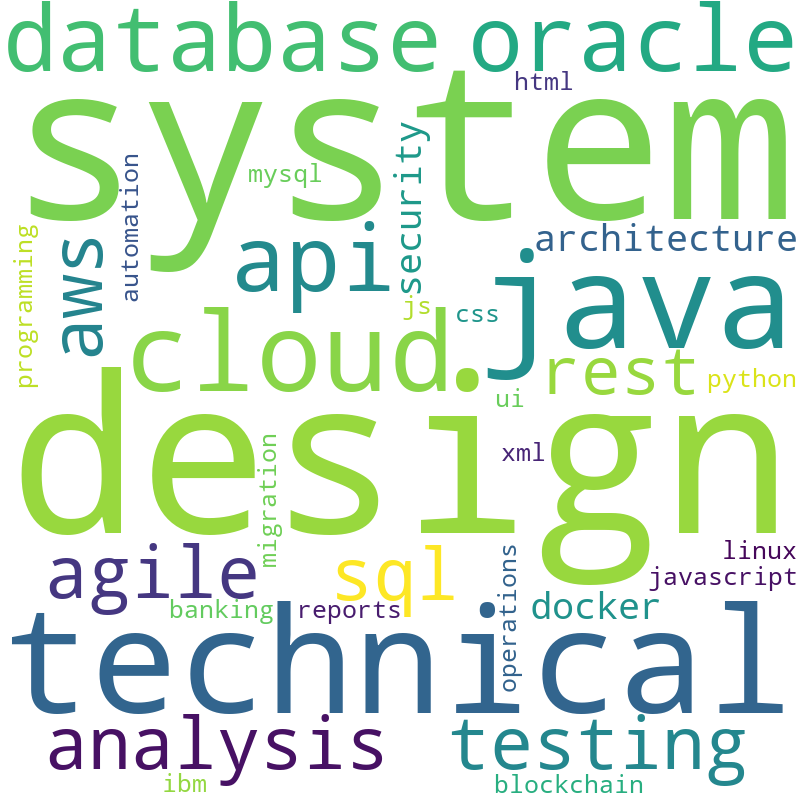 database oracle
html
system
mysql
automation
security
programming
aws
api
architecture
java
js
css
cloud
rest
python
ui
design
migration
xml
linux
agile
sql
operations
javascript
banking
reports
docker
technical
analysis
testing
ibm
blockchain